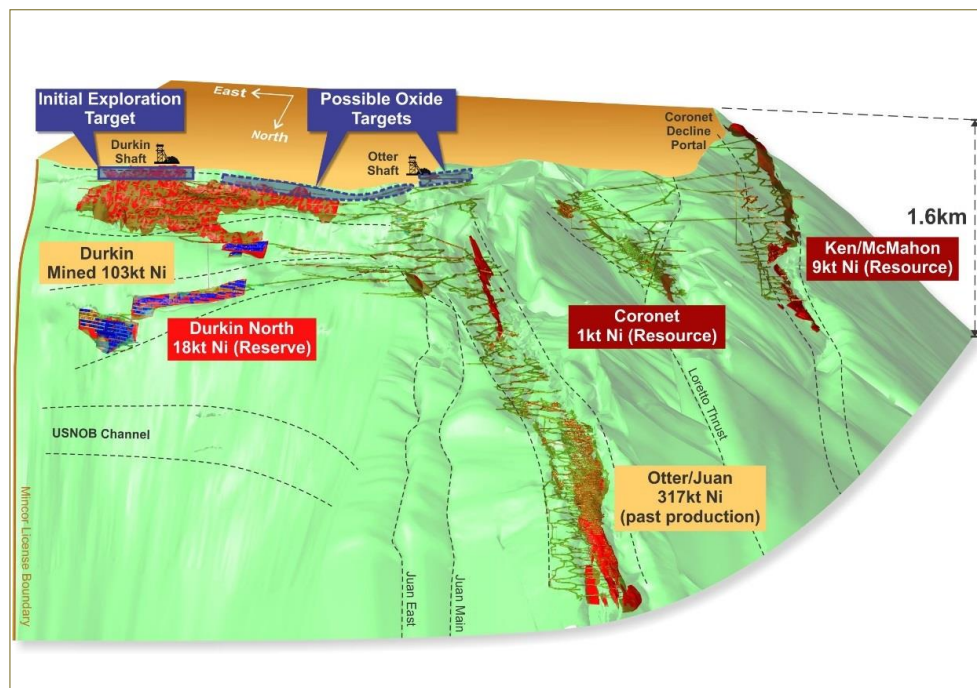 Initial Exploration
Target
East
North
Possible Oxide
Targets
Durkin
Shaft
Otter
Shaft
Coronet
Decline
Portal
1.6km
Durkin
Mined 103kt Ni
Durkin North
18kt Ni (Reserve)
Coronet
1kt Ni (Resource)
Ken/McMahon
9kt Ni (Resource)
Loretto Thrust
USNOB Channel
Otter/Juan
317kt Ni
(past production)
Juan East
Juan Main
Mincor License Boundary